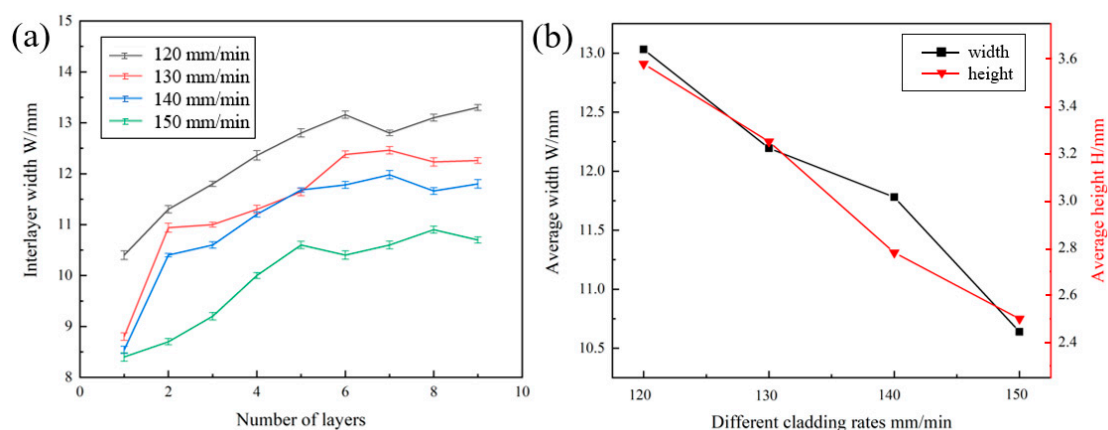 (a)
15
14
13
12
11
10
9
8
Interlayer width W/mm
120 mm/min
130 mm/min
140 mm/min
150 mm/min
0
2
4
6
8
10
Number of layers
(b)
13.0
12.5
12.0
11.5
11.0
10.5
Average width W/mm
width
height
3.6
3.4
3.2
3.0
2.8
2.6
2.4
Average height H/mm
120
130
140
150
Different cladding rates mm/min